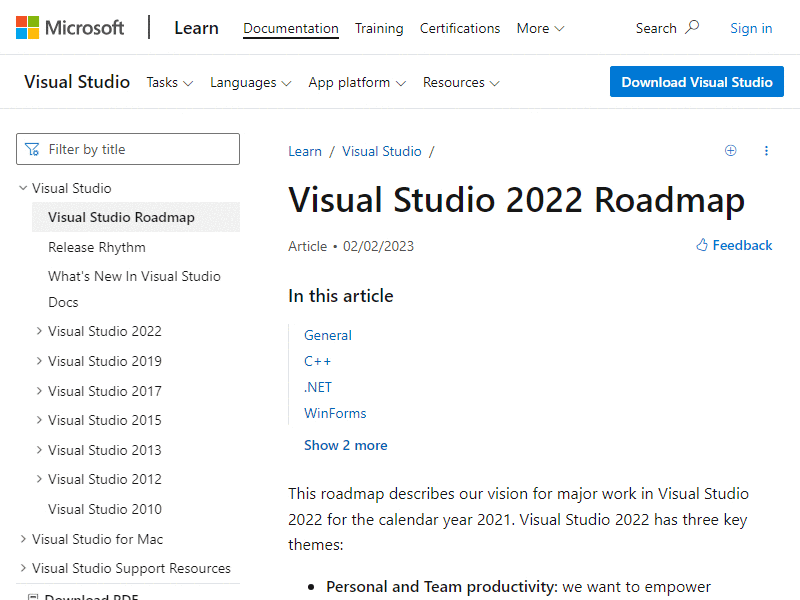 Microsoft Learn Documentation Training Certifications More Search Sign in
Visual Studio Tasks Languages App platform Resources Download Visual Studio
Filter by title
Visual Studio
Visual Studio Roadmap
Release Rhythm
What's New In Visual Studio
Docs
Visual Studio 2022
Visual Studio 2019
Visual Studio 2017
Visual Studio 2015
Visual Studio 2013
Visual Studio 2012
Visual Studio 2010
Visual Studio for Mac
Visual Studio Support Resources
Download PDF
Learn / Visual Studio /
Visual Studio 2022 Roadmap
Article • 02/02/2023 Feedback
In this article
General
C++
.NET
WinForms
Show 2 more
This roadmap describes our vision for major work in Visual Studio
2022 for the calendar year 2021. Visual Studio 2022 has three key
themes:
• Personal and Team productivity: we want to empower